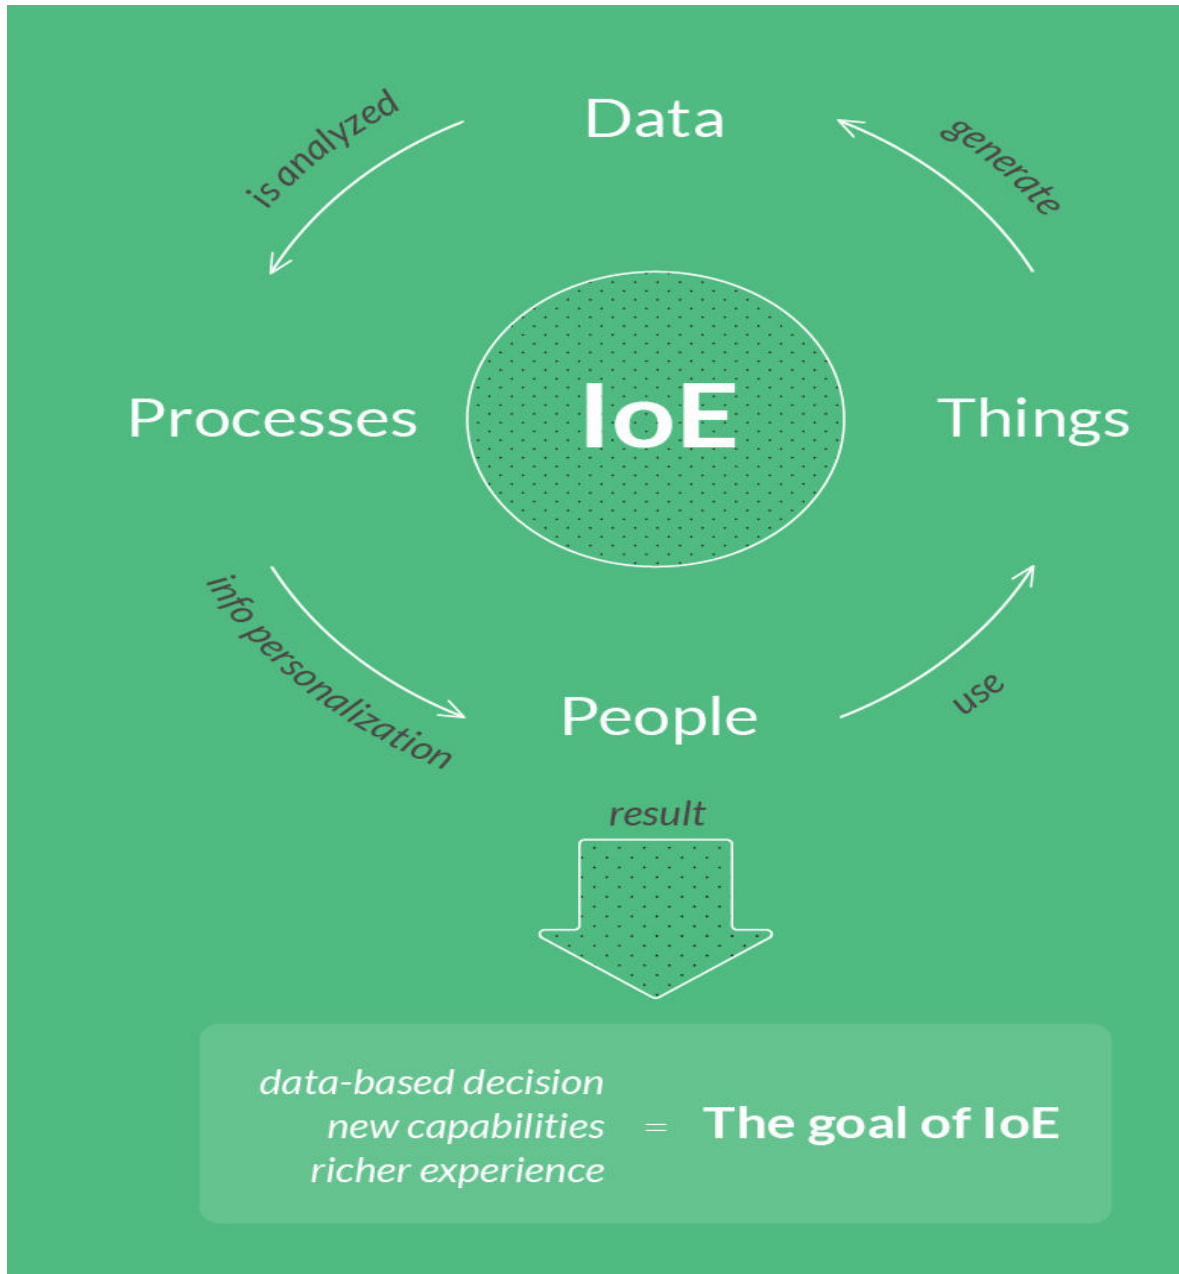 Data
is analyzed
generate
Processes
IoE
Things
info personalization
People
use
result
data-based decision
new capabilities
richer experience
= The goal of IoE